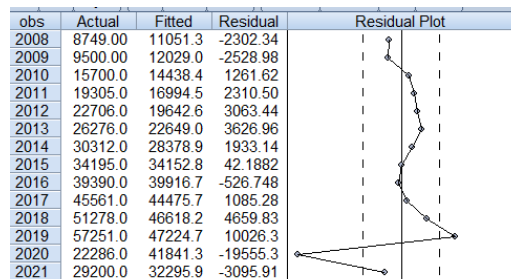 obs Actual Fitted Residual Residual Plot
2008 8749.00 11051.3 -2302.34
2009 9500.00 12029.0 -2528.98
2010 15700.0 14438.4 1261.62
2011 19305.0 16994.5 2310.50
2012 22706.0 19642.6 3063.44
2013 26276.0 22649.0 3626.96
2014 30312.0 28378.9 1933.14
2015 34195.0 34152.8 42.1882
2016 39390.0 39916.7 -526.748
2017 45561.0 44475.7 1085.28
2018 51278.0 46618.2 4659.83
2019 57251.0 47224.7 10026.3
2020 22286.0 41841.3 -19555.3
2021 29200.0 32295.9 -3095.91